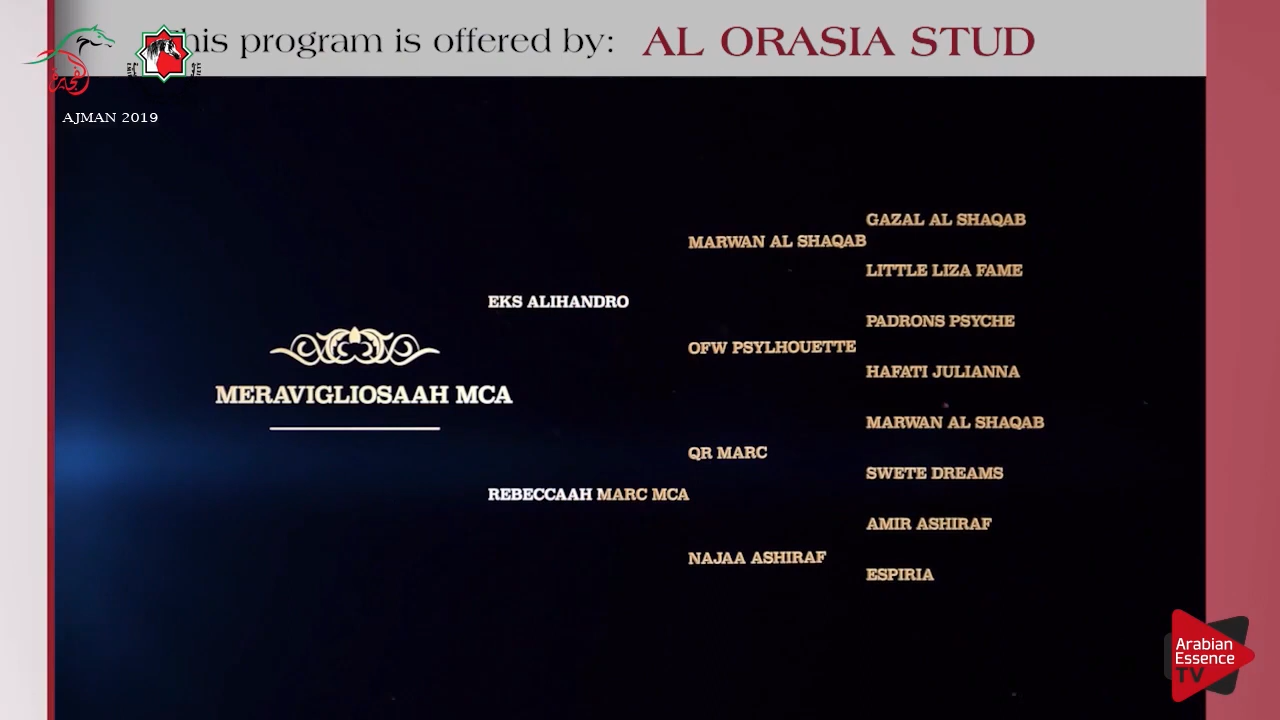 his program is offered by: AL ORASIA STUD
AJMAN 2019
GAZAL AL SHAQAB
MARWAN AL SHAQAB
LITTLE LIZA FAME
EKS ALIHANDRO
PADRONS PSYCHE
OFW PSYLHOUETTE
HAFATI JULIANNA
MERAVIGLIOSAAH MCA
MARWAN AL SHAQAB
QR MARC
SWETE DREAMS
REBECCAAH MARC MCA
AMIR ASHIRAF
NAJAA ASHIRAF
ESPIRIA
Arabian
Essence
TV